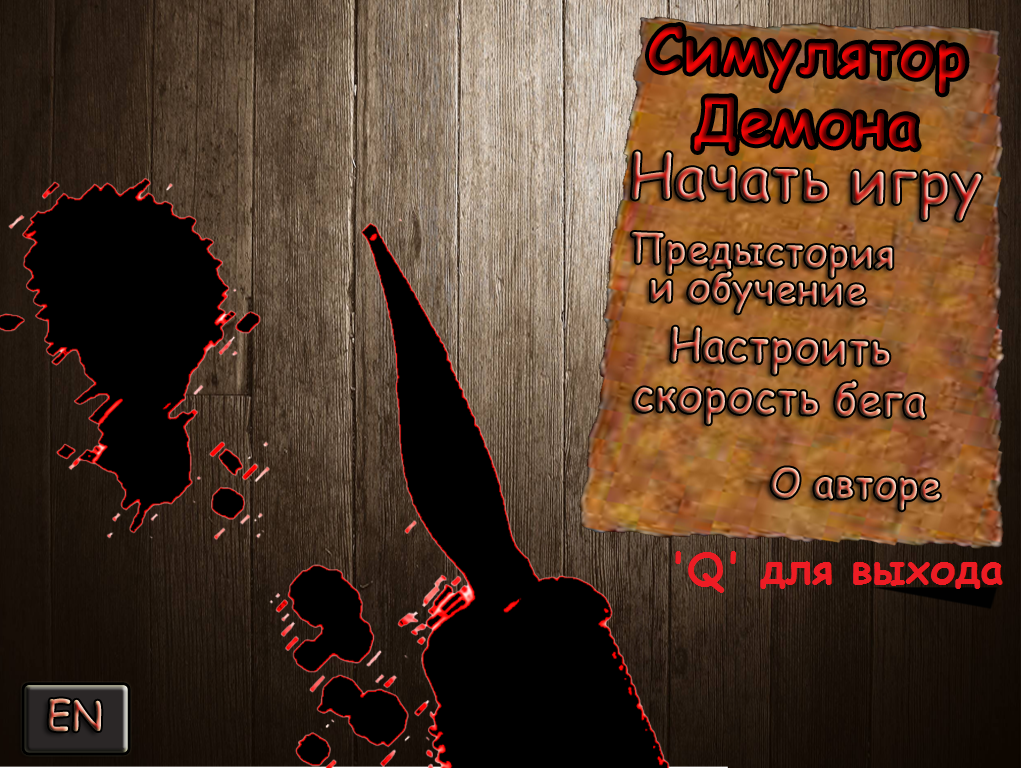 Симулятор
Демона
Начать игру
Предыстория
и обучение
Настроить
скорость бега
О авторе
'Q' для выхода
EN